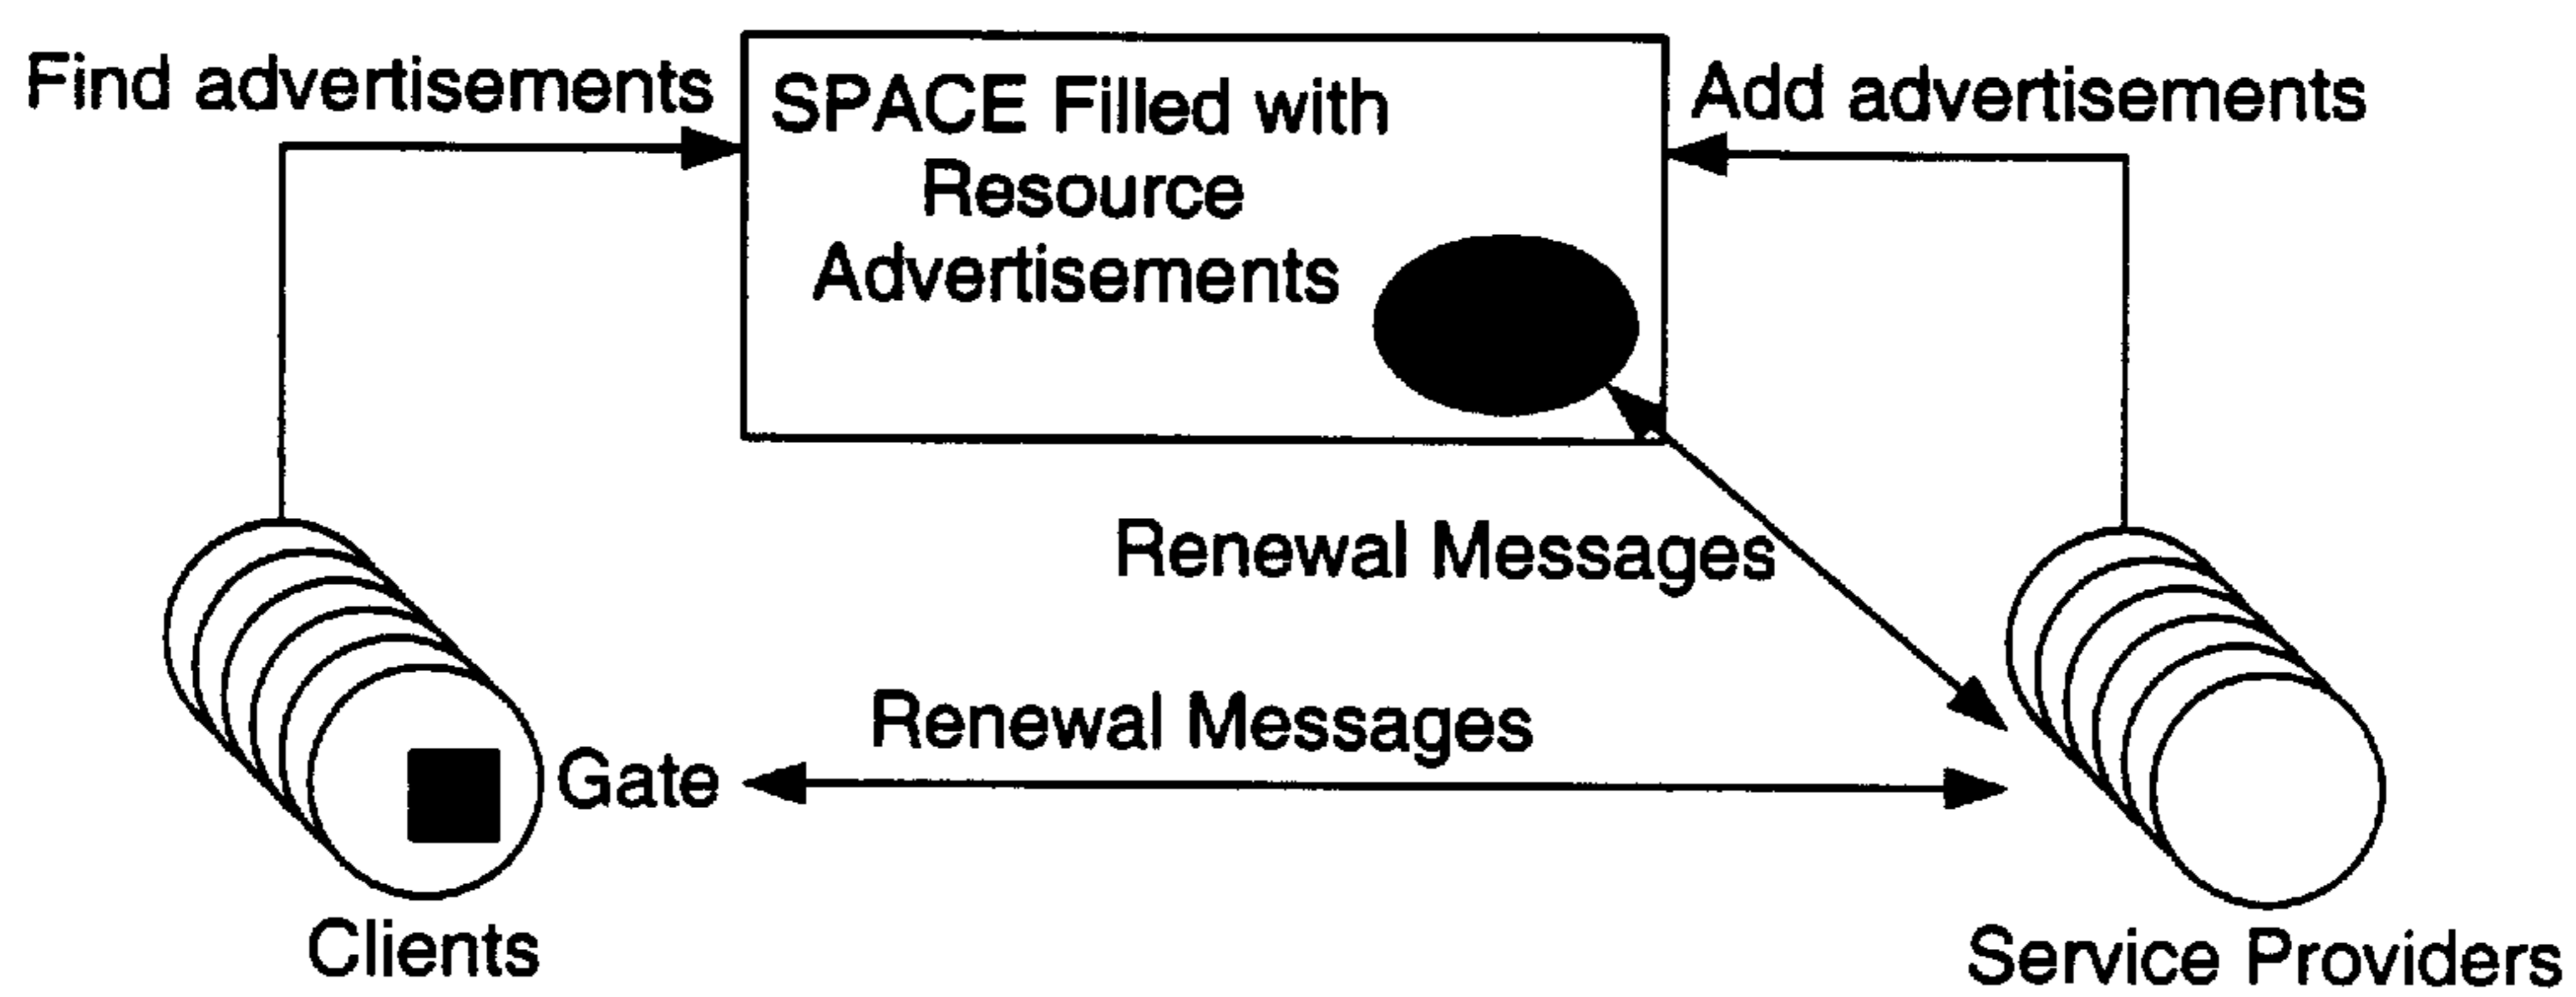 Find advertisements
SPACE Filled with
Resource
Advertisements
Add advertisements
Renewal Messages
Renewal Messages
Gate
Clients
Service Providers